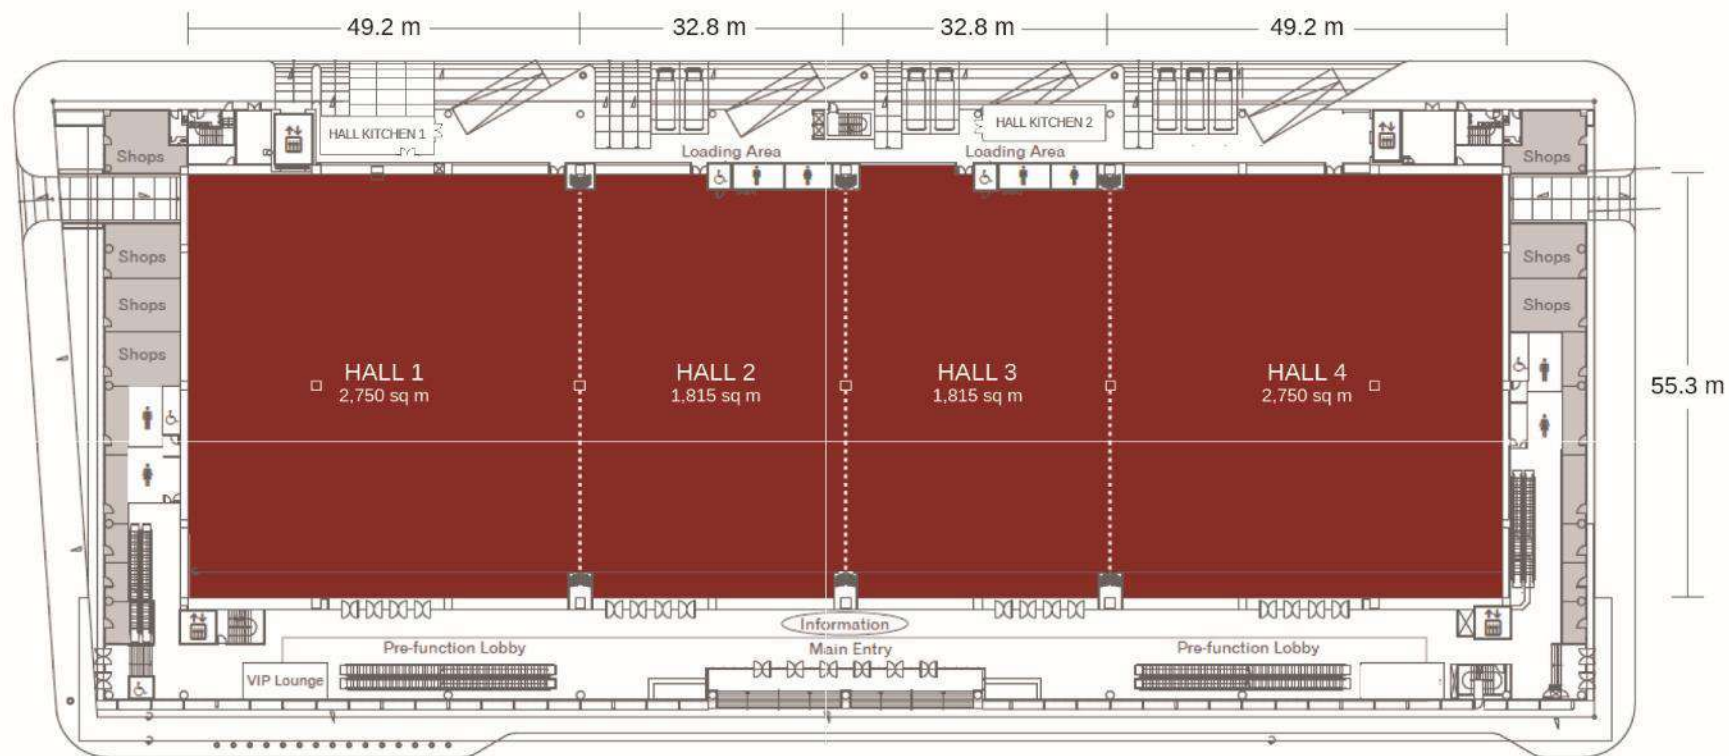 49.2 m
32.8 m
32.8 m
49.2 m
HALL KITCHEN 1
HALL KITCHEN 2
Loading Area
Loading Area
Shops
Shops
Shops
Shops
Shops
Shops
Shops
Shops
HALL 1
2,750 sq m
HALL 2
1,815 sq m
HALL 3
1,815 sq m
HALL 4
2,750 sq m
55.3 m
Information
Pre-function Lobby
Main Entry
Pre-function Lobby
VIP Lounge